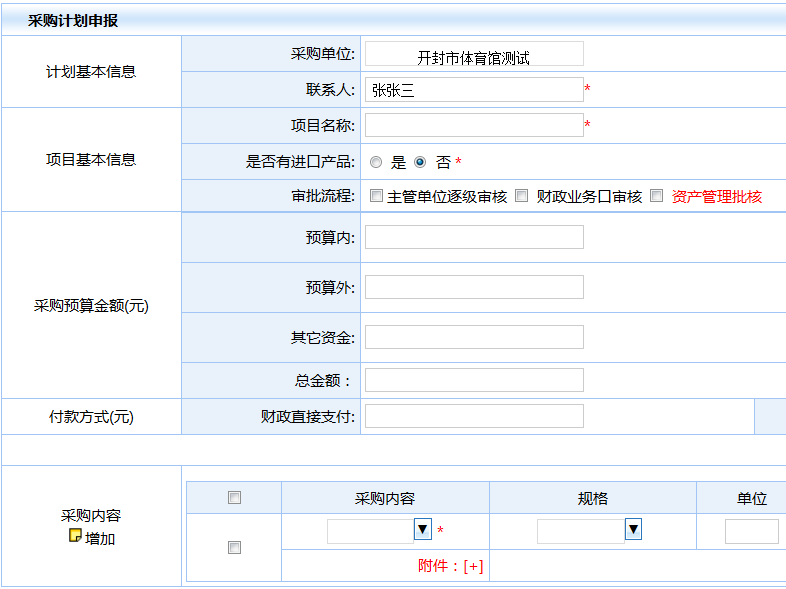 采购计划申报
计划基本信息
采购单位:
开封市体育馆测试
联系人:
张张三
*
项目基本信息
项目名称:
*
是否有进口产品:
是 否 *
审批流程:
主管单位逐级审核 财政业务口审核 资产管理批核
采购预算金额(元)
预算内:
预算外:
其它资金:
总金额：
付款方式(元)
财政直接支付:
采购内容
增加
采购内容 规格 单位
*
附件：[+]